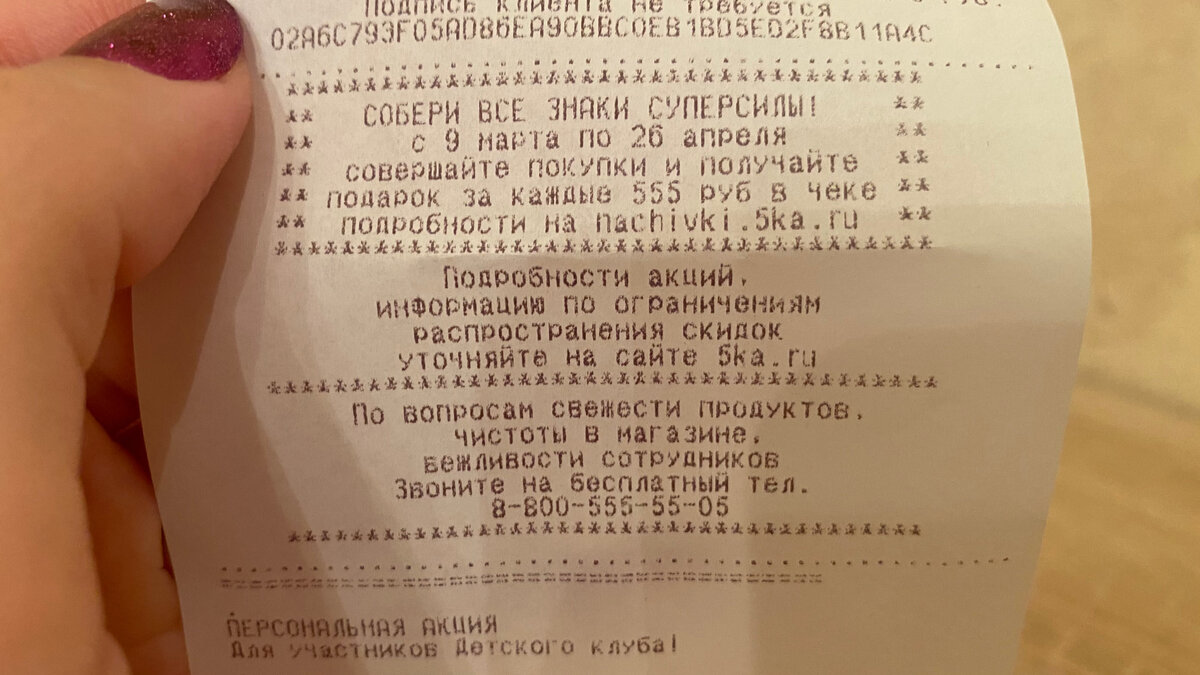 Подпись клиента не требуется
02A6C793F05AD86EA90BBC0EB1BD5ED2F8B11A4C
СОБЕРИ ВСЕ ЗНАКИ СУПЕРСИЛЫ!
с 9 марта по 26 апреля
совершайте покупки и получайте
подарок за каждые 555 руб в чеке
подробности на nachivki.5ka.ru
Подробности акций,
информацию по ограничениям
распространения скидок
уточняйте на сайте 5ka.ru
По вопросам свежести продуктов,
чистоты в магазине,
вежливости сотрудников
Звоните на бесплатный тел.
8-800-555-55-05
ПЕРСОНАЛЬНАЯ АКЦИЯ
Для участников Детского клуба!